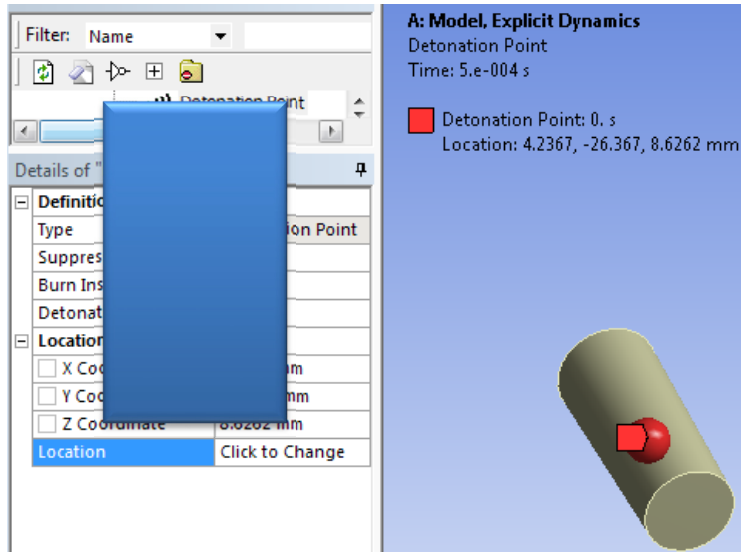 Filter: Name
Detonation Point
Details of "
Definitio
Type ion Point
Suppres
Burn Ins
Detonat
Location
X Coo m
Y Coo mm
Z Coordinate 8.6262 mm
Location Click to Change
A: Model, Explicit Dynamics
Detonation Point
Time: 5.e-004 s
Detonation Point: 0. s
Location: 4.2367, -26.367, 8.6262 mm